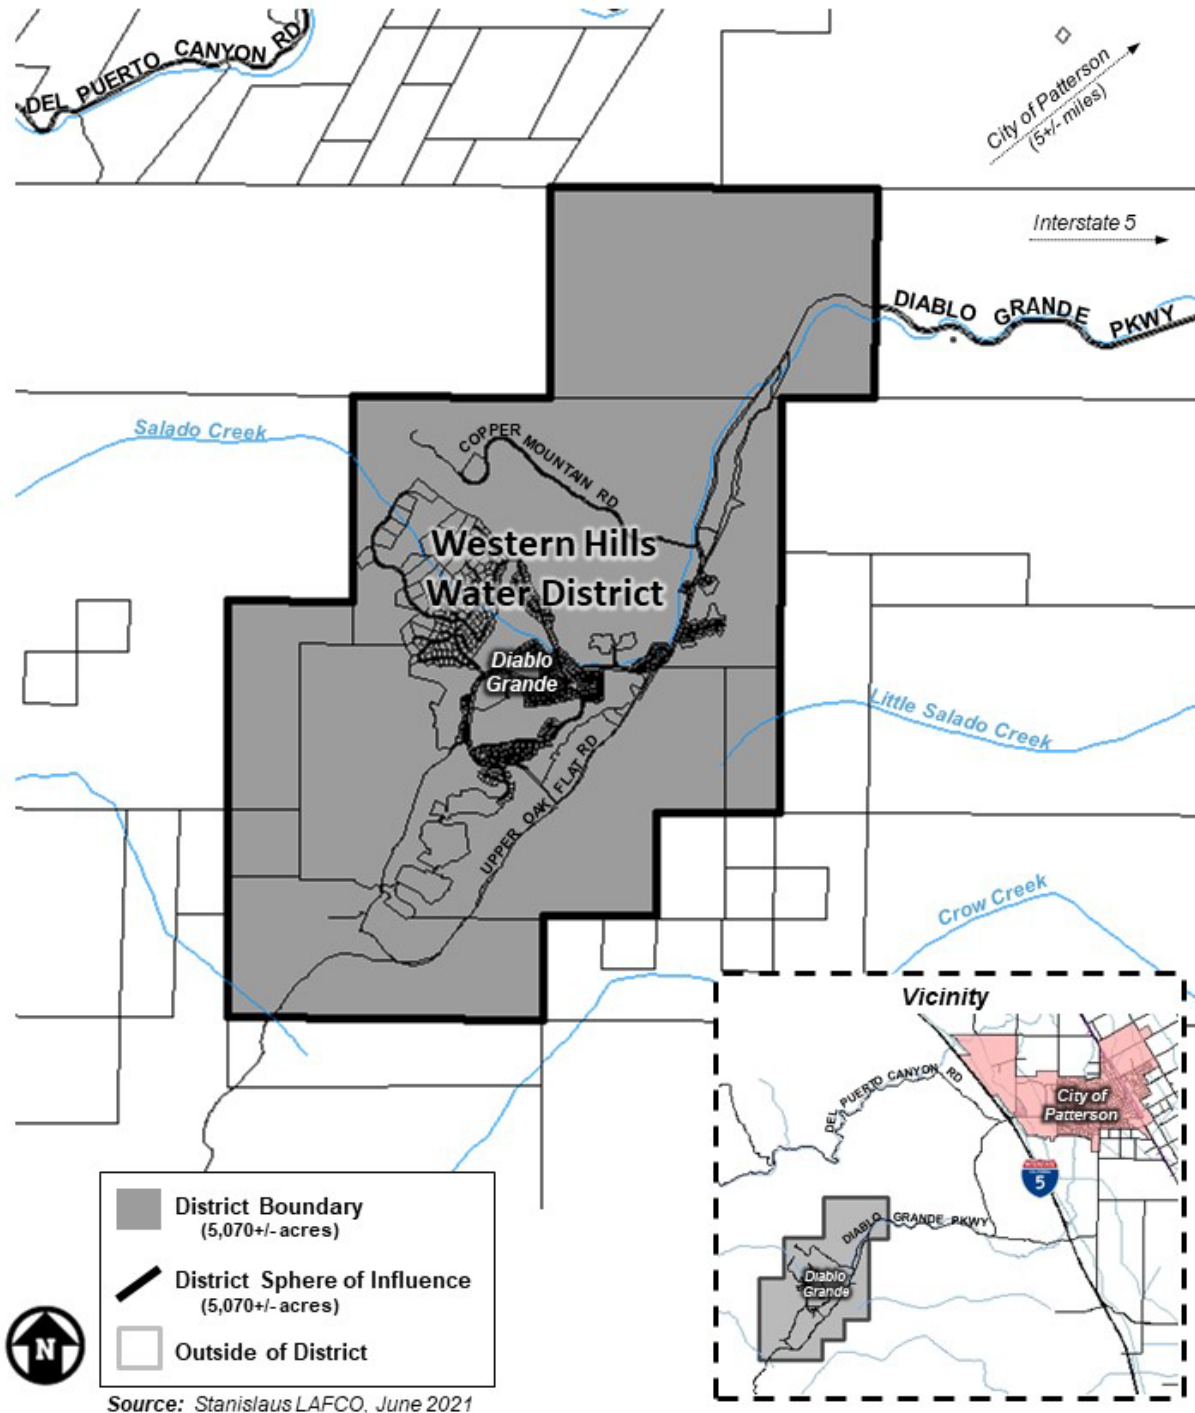 DEL PUERTO CANYON RD
City of Patterson
(5+/- miles)
Interstate 5
DIABLO GRANDE PKWY
Salado Creek
COPPER MOUNTAIN RD
Western Hills
Water District
Diablo
Grande
Little Salado Creek
UPPER OAK FLAT RD
Crow Creek
Vicinity
DEL PUERTO CANYON RD
City of
Patterson
INTERSTATE
5
DIABLO GRANDE PKWY
Diablo
Grande
District Boundary
(5,070+/- acres)
District Sphere of Influence
(5,070+/- acres)
Outside of District
N
Source: Stanislaus LAFCO, June 2021